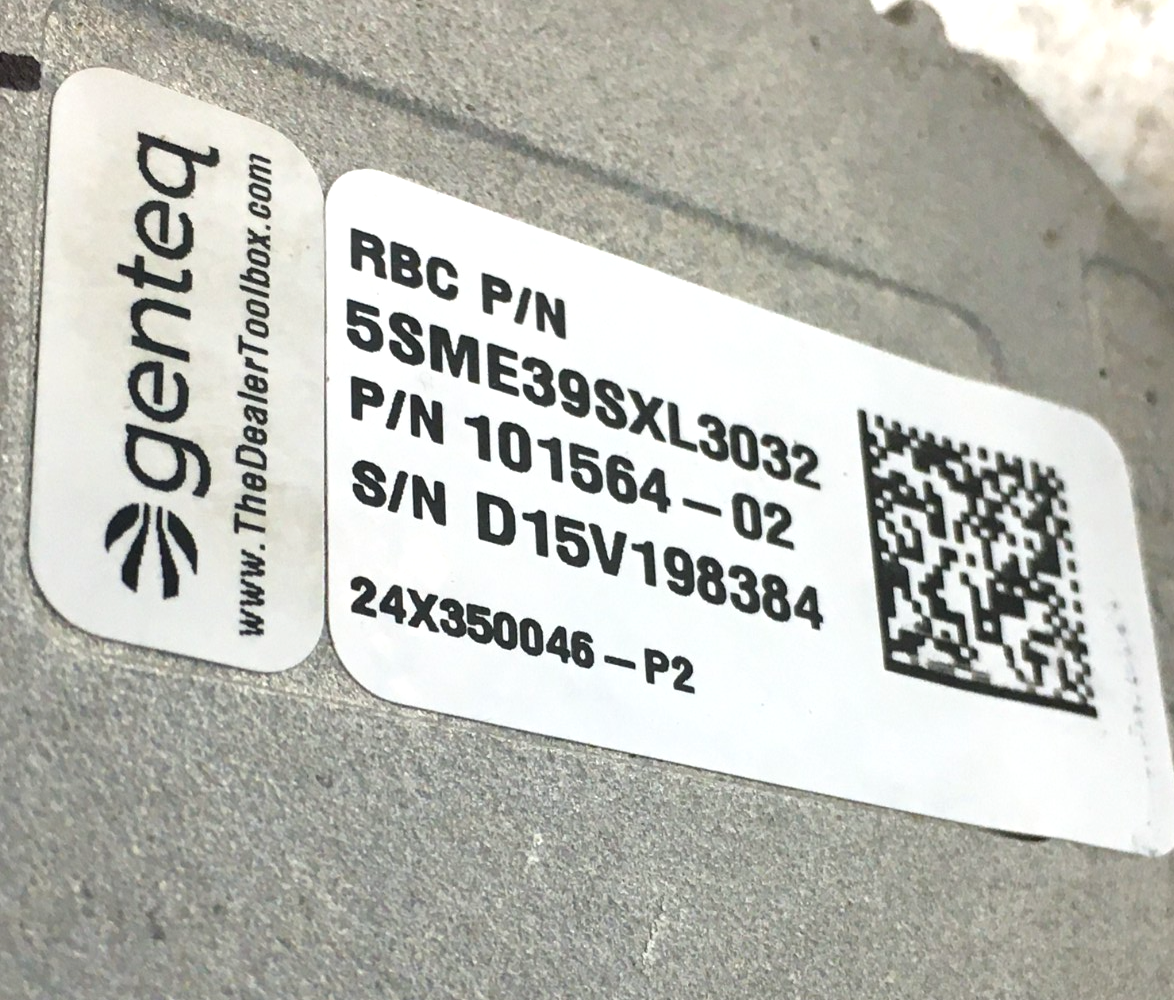 genteq
www.TheDealerToolbox.com
RBC P/N
5SME39SXL3032
P/N 101564-02
S/N D15V198384
24X350046-P2